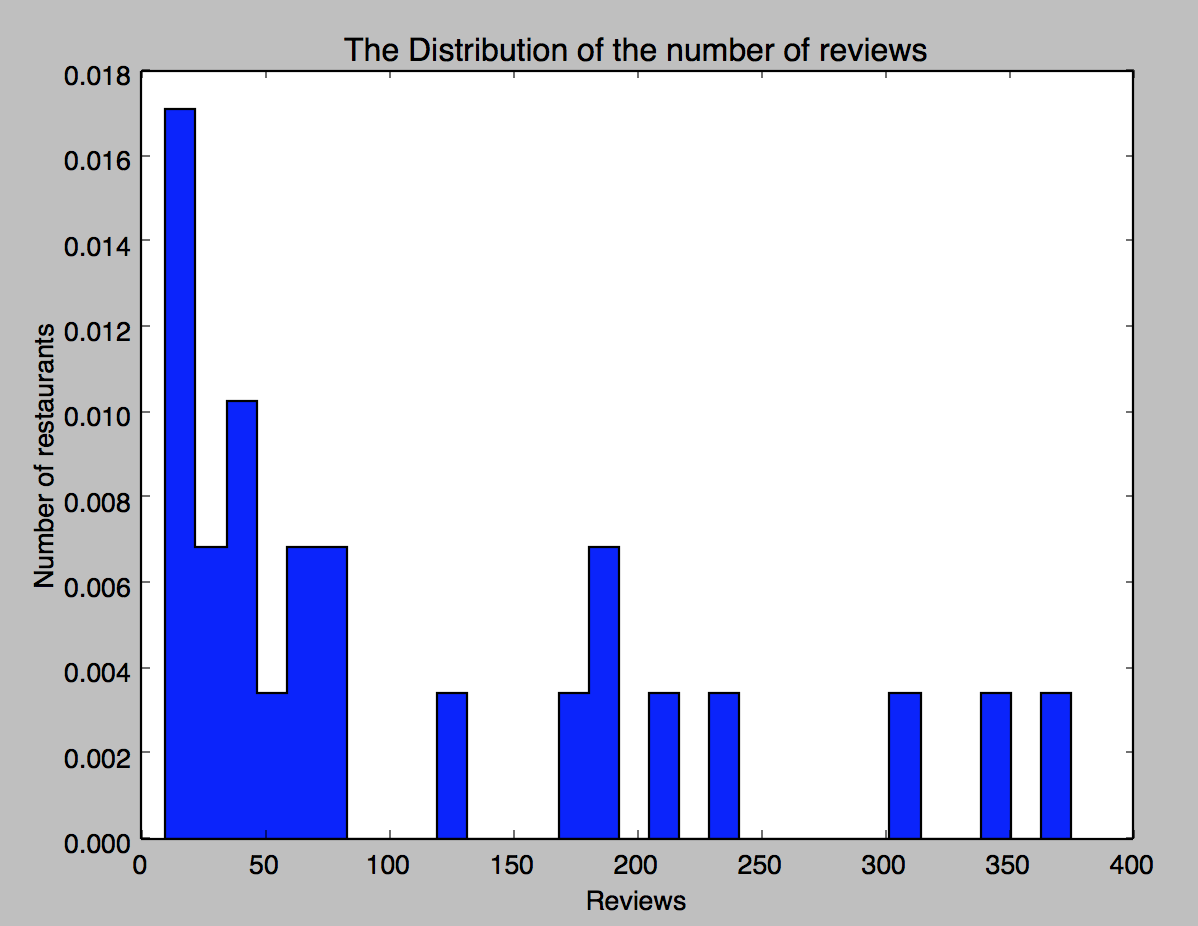 The Distribution of the number of reviews
0.018
0.016
0.014
0.012
0.010
0.008
0.006
0.004
0.002
0.000
Number of restaurants
0 50 100 150 200 250 300 350 400
Reviews